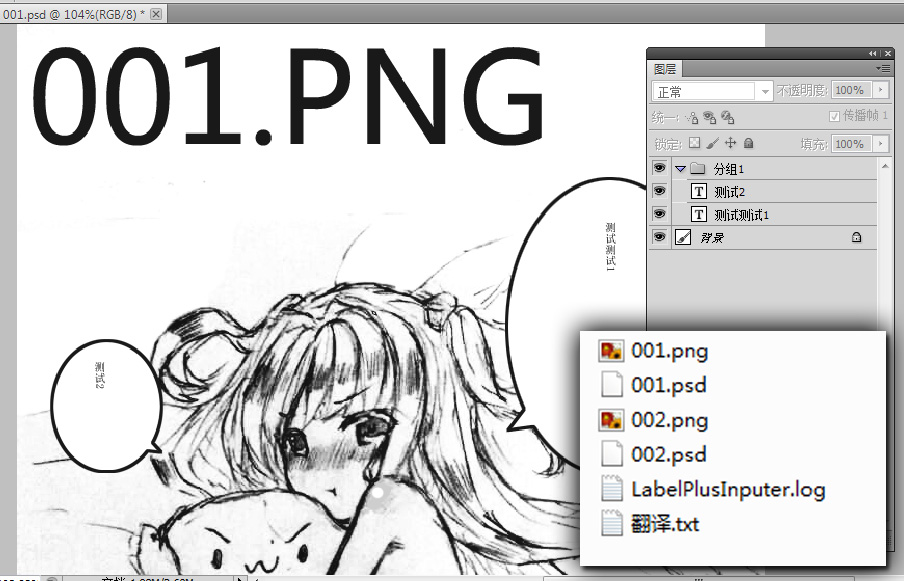 001.psd @ 104%(RGB/8) *
001.PNG
图层
正常
不透明度:
100%
统一:
传播帧 1
锁定:
填充:
100%
分组1
T 测试2
T 测试测试1
背景
测试测试1
测试2
001.png
001.psd
002.png
002.psd
LabelPlusInputer.log
翻译.txt